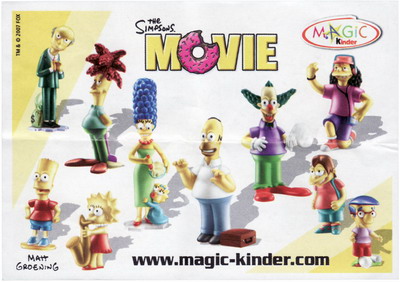 TM & © 2007 FOX
THE
SIMPSONS
MOVIE
MAGIC
Kinder
MATT
GROENING
www.magic-kinder.com